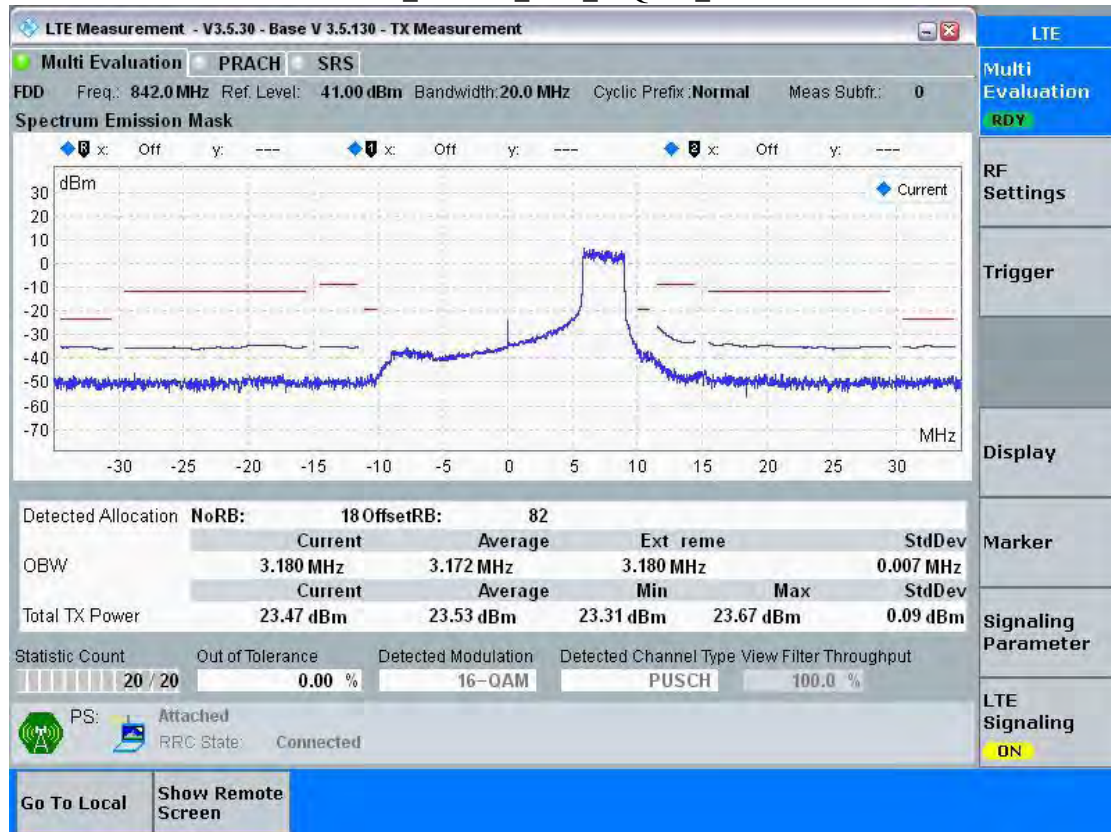 LTE Measurement - V3.5.30 - Base V 3.5.130 - TX Measurement
LTE
Multi Evaluation PRACH SRS
Multi Evaluation
RDY
FDD Freq.: 842.0 MHz Ref. Level: 41.00 dBm Bandwidth: 20.0 MHz Cyclic Prefix : Normal Meas Subfr.: 0
Spectrum Emission Mask
R x: Off y: --- 1 x: Off y: --- 2 x: Off y: ---
dBm
Current
30
20
10
0
-10
-20
-30
-40
-50
-60
-70
MHz
-30 -25 -20 -15 -10 -5 0 5 10 15 20 25 30
RF Settings
Trigger
Display
Marker
Signaling Parameter
LTE Signaling
ON
Detected Allocation NoRB: 18 OffsetRB: 82
Current Average Ext reme StdDev
OBW 3.180 MHz 3.172 MHz 3.180 MHz 0.007 MHz
Current Average Min Max StdDev
Total TX Power 23.47 dBm 23.53 dBm 23.31 dBm 23.67 dBm 0.09 dBm
Statistic Count Out of Tolerance Detected Modulation Detected Channel Type View Filter Throughput
20 / 20 0.00 % 16-QAM PUSCH 100.0 %
PS: Attached
RRC State: Connected
Go To Local Show Remote Screen